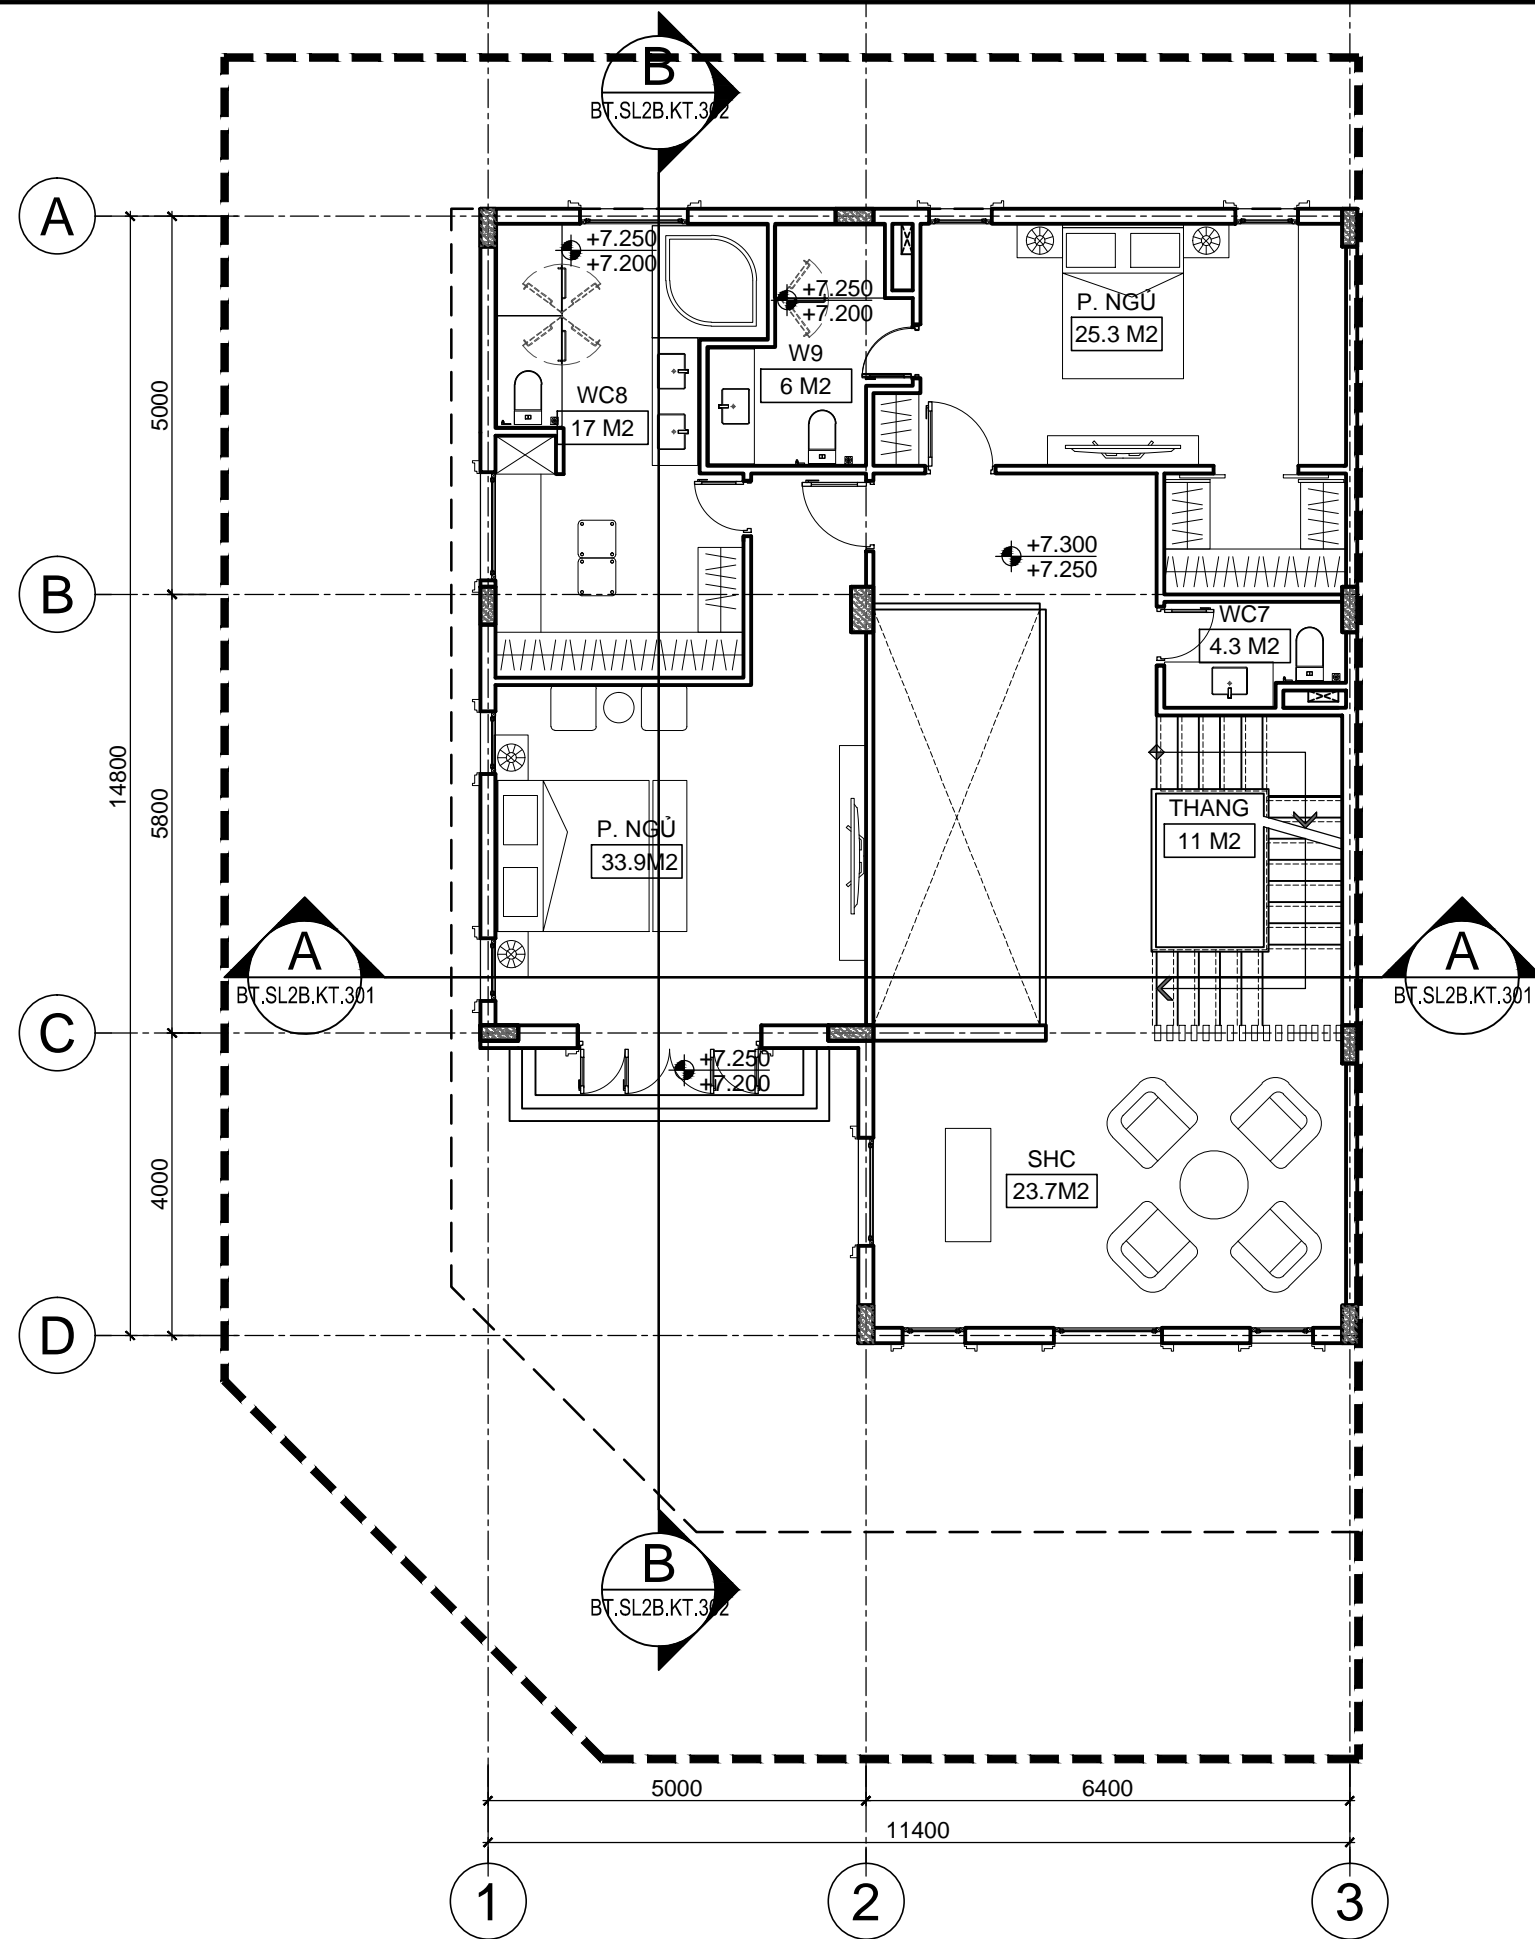 B
BT.SL2B.KT.302
A
+7.250
+7.200
+7.250
+7.200
P. NGỦ
25.3 M2
W9
6 M2
WC8
17 M2
5000
+7.300
+7.250
B
WC7
4.3 M2
14800
5800
THANG
11 M2
P. NGỦ
33.9M2
A
BT.SL2B.KT.301
A
BT.SL2B.KT.301
C
+7.250
+7.200
4000
SHC
23.7M2
D
B
BT.SL2B.KT.302
5000
6400
11400
1
2
3